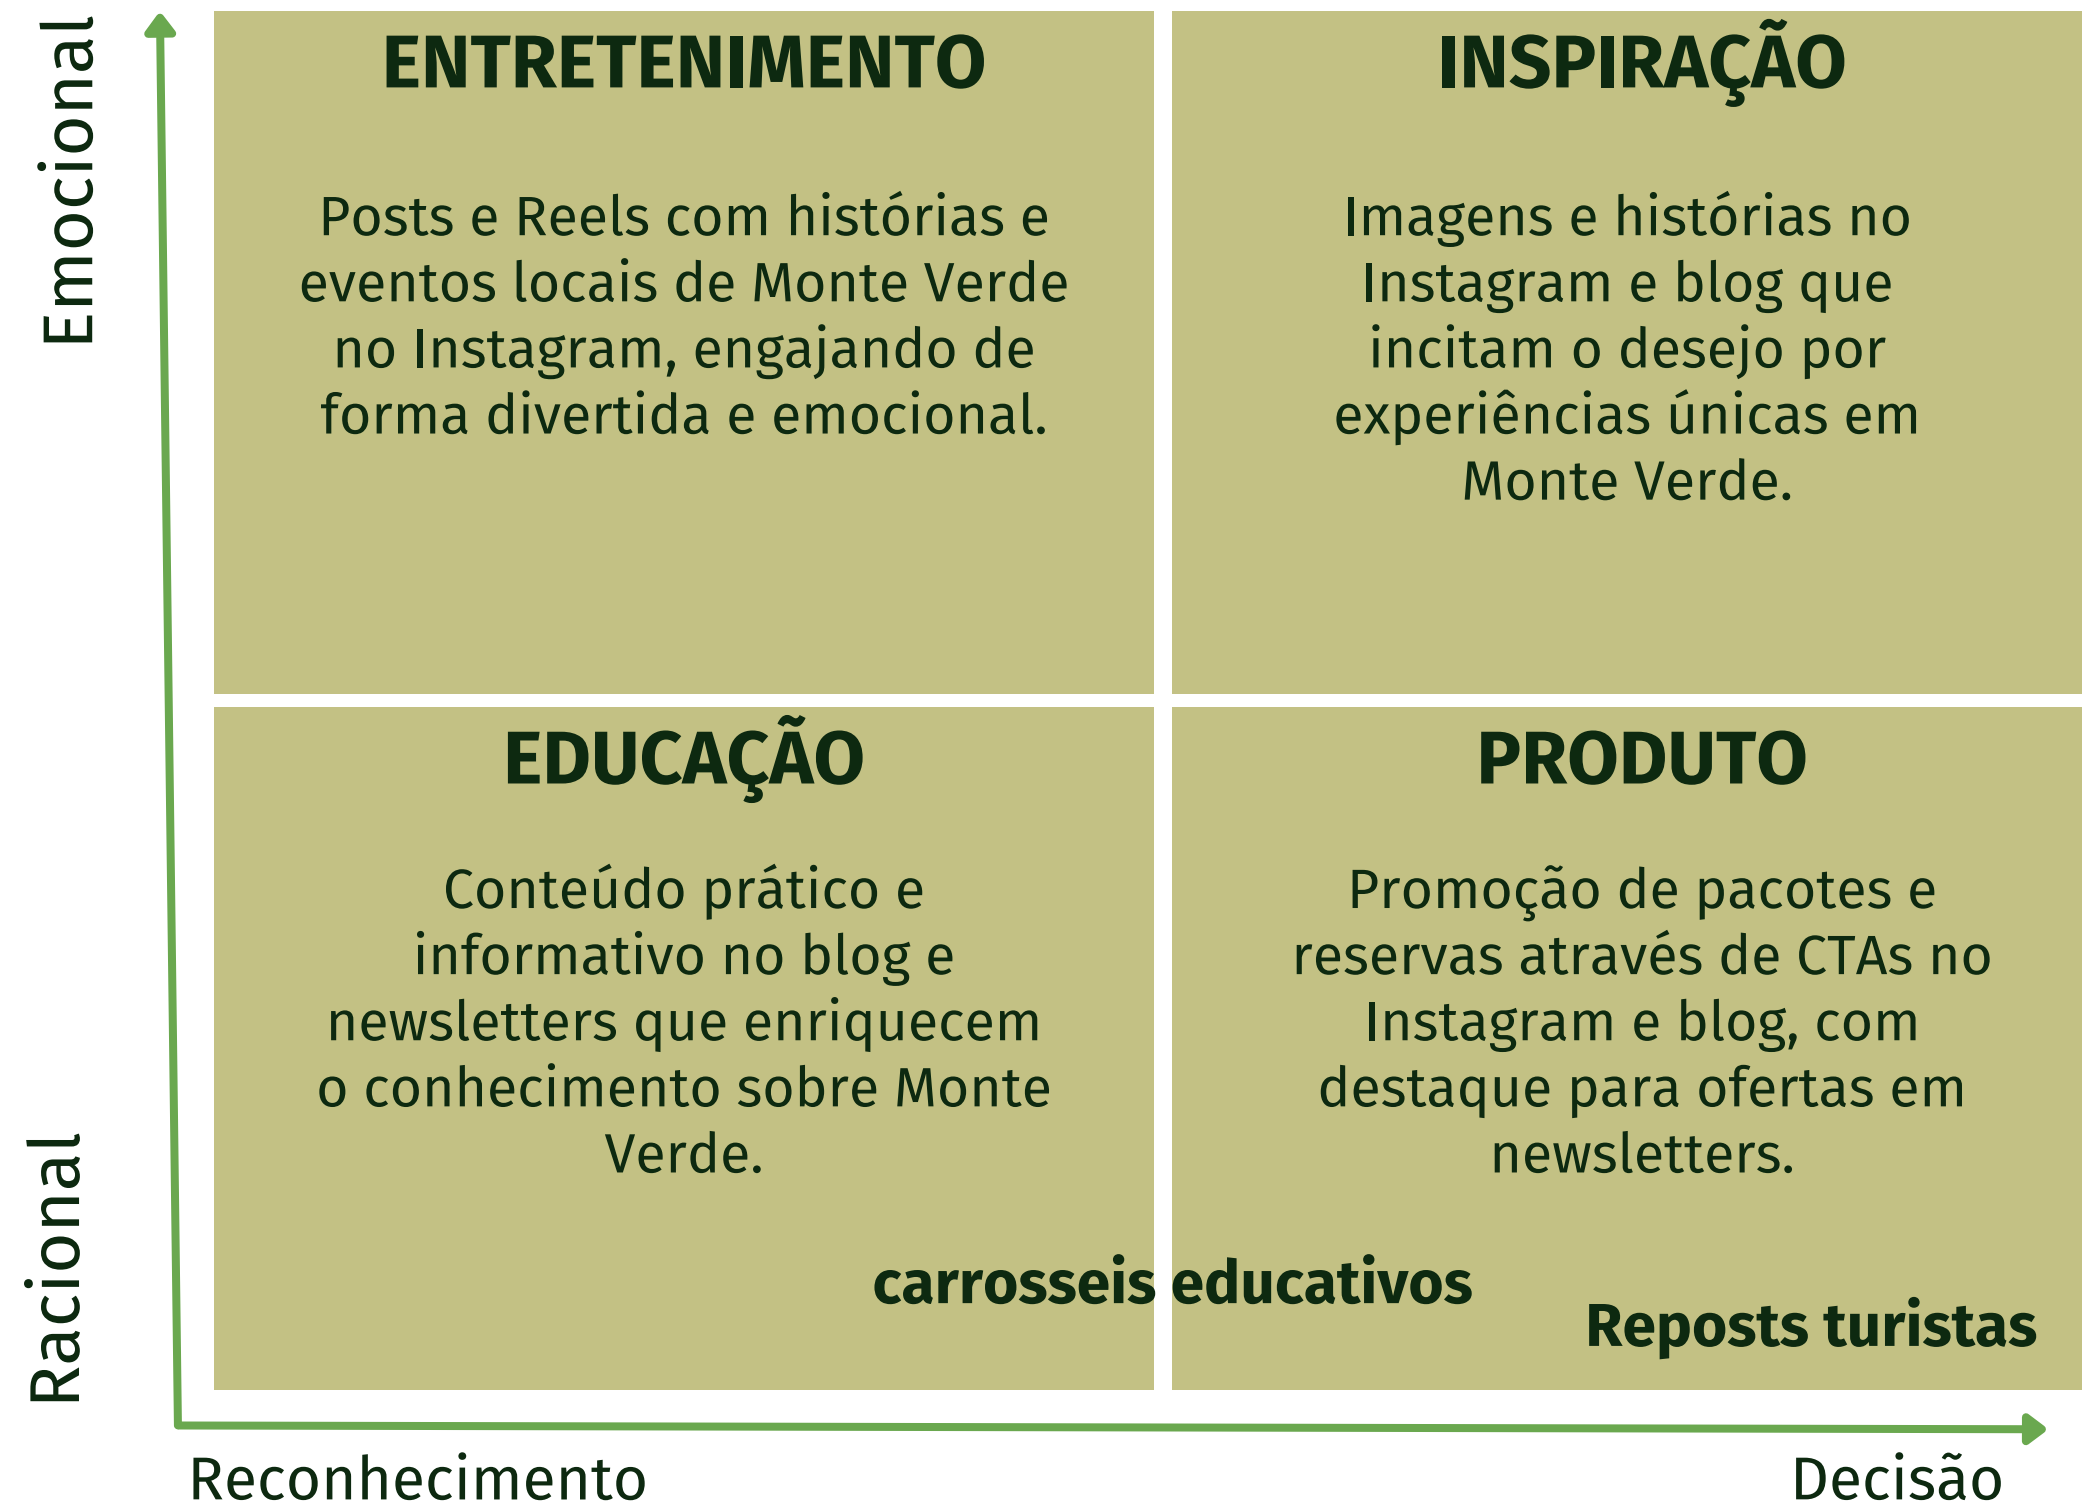 Emocional
ENTRETENIMENTO
Posts e Reels com histórias e
eventos locais de Monte Verde
no Instagram, engajando de
forma divertida e emocional.
INSPIRAÇÃO
Imagens e histórias no
Instagram e blog que
incitam o desejo por
experiências únicas em
Monte Verde.
Racional
EDUCAÇÃO
Conteúdo prático e
informativo no blog e
newsletters que enriquecem
o conhecimento sobre Monte
Verde.
PRODUTO
Promoção de pacotes e
reservas através de CTAs no
Instagram e blog, com
destaque para ofertas em
newsletters.
carrosseis educativos
Reposts turistas
Reconhecimento
Decisão